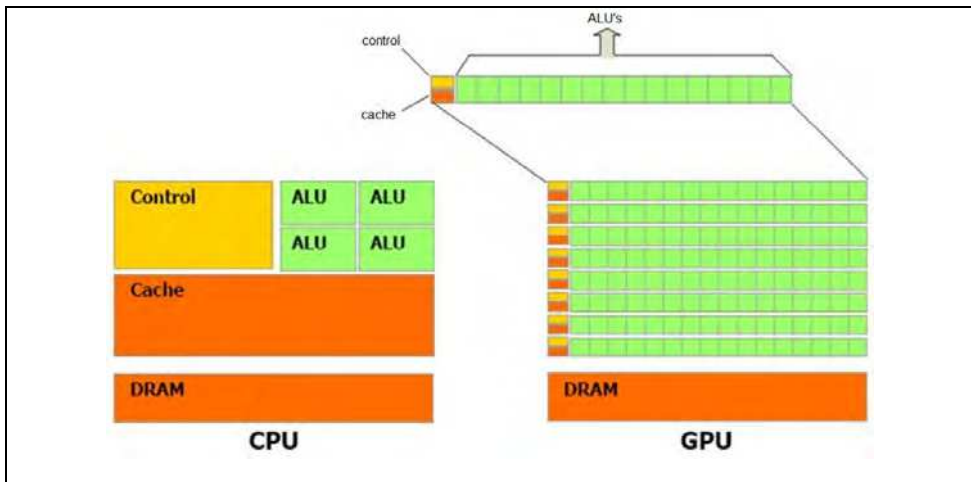 ALU's
control
cache
Control
ALU ALU
ALU ALU
Cache
DRAM
CPU
DRAM
GPU